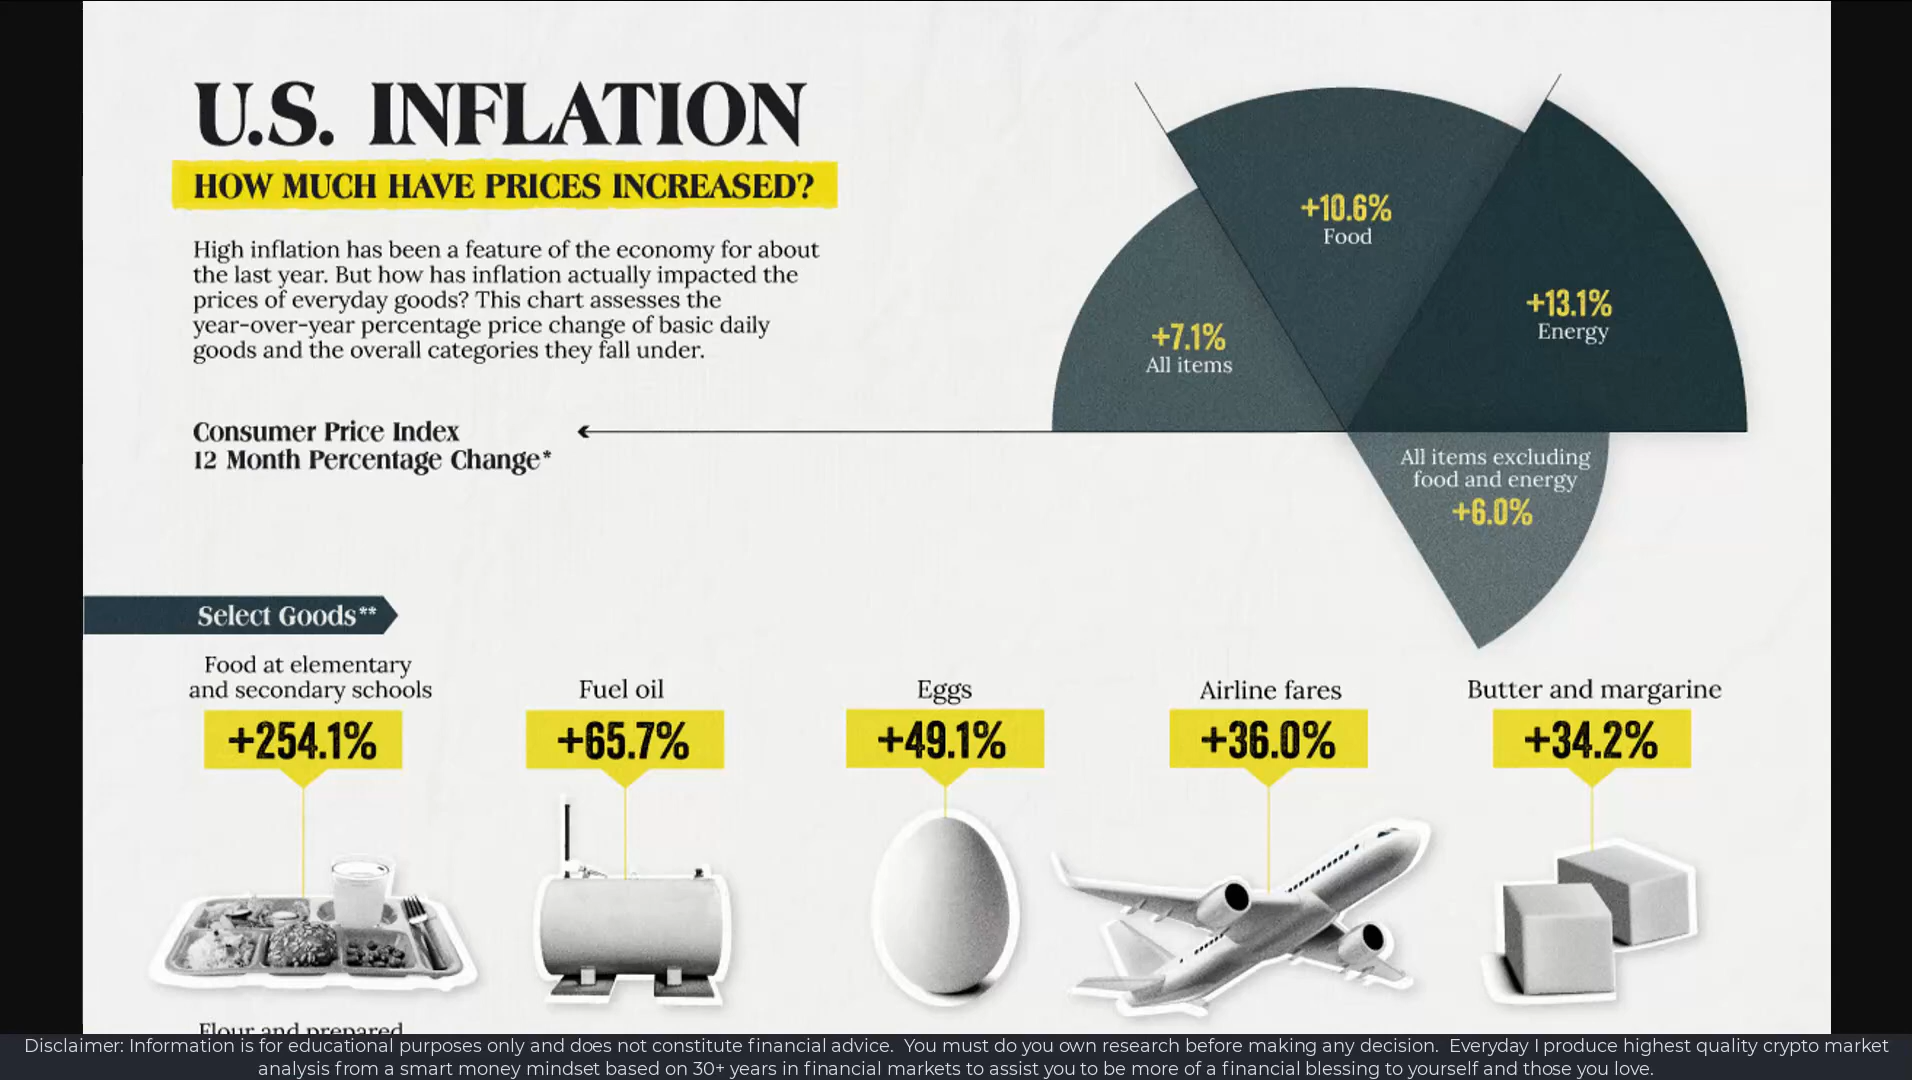 U.S. INFLATION
HOW MUCH HAVE PRICES INCREASED?
High inflation has been a feature of the economy for about
the last year. But how has inflation actually impacted the
prices of everyday goods? This chart assesses the
year-over-year percentage price change of basic daily
goods and the overall categories they fall under.
Consumer Price Index
12 Month Percentage Change*
+7.1%
All items
+10.6%
Food
+13.1%
Energy
All items excluding
food and energy
+6.0%
Select Goods**
Food at elementary
and secondary schools
+254.1%
Fuel oil
+65.7%
Eggs
+49.1%
Airline fares
+36.0%
Butter and margarine
+34.2%
Flour and prepared
Disclaimer: Information is for educational purposes only and does not constitute financial advice. You must do you own research before making any decision. Everyday I produce highest quality crypto market
analysis from a smart money mindset based on 30+ years in financial markets to assist you to be more of a financial blessing to yourself and those you love.